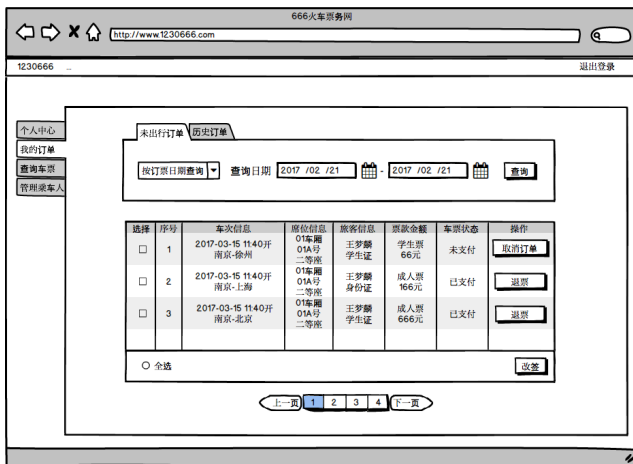 666火车票务网
http://www.1230666.com
1230666 ..
退出登录
个人中心
我的订单
查询车票
管理乘车人
未出行订单 历史订单
按订票日期查询 查询日期 2017 /02 /21 - 2017 /02 /21 查询
选择 序号 车次信息 席位信息 旅客信息 票款金额 车票状态 操作
1 2017-03-15 11:40开 南京-徐州 01车厢 01A号 二等座 王梦麟 学生证 学生票 66元 未支付 取消订单
2 2017-03-15 11:40开 南京-上海 01车厢 01A号 二等座 王梦麟 身份证 成人票 166元 已支付 退票
3 2017-03-15 11:40开 南京-北京 01车厢 01A号 二等座 王梦麟 学生证 成人票 666元 已支付 退票
全选 改签
上一页 1 2 3 4 下一页